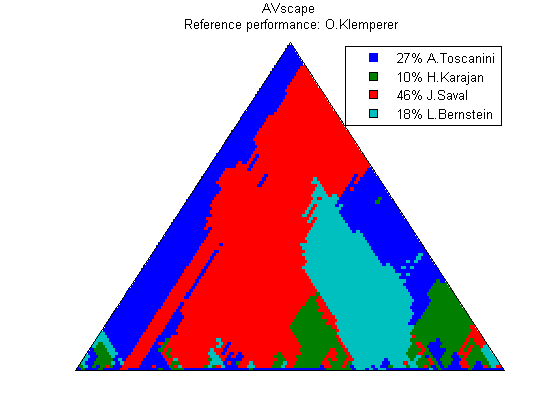 AVscape
Reference performance: O.Klemperer
27% A.Toscanini
10% H.Karajan
46% J.Saval
18% L.Bernstein